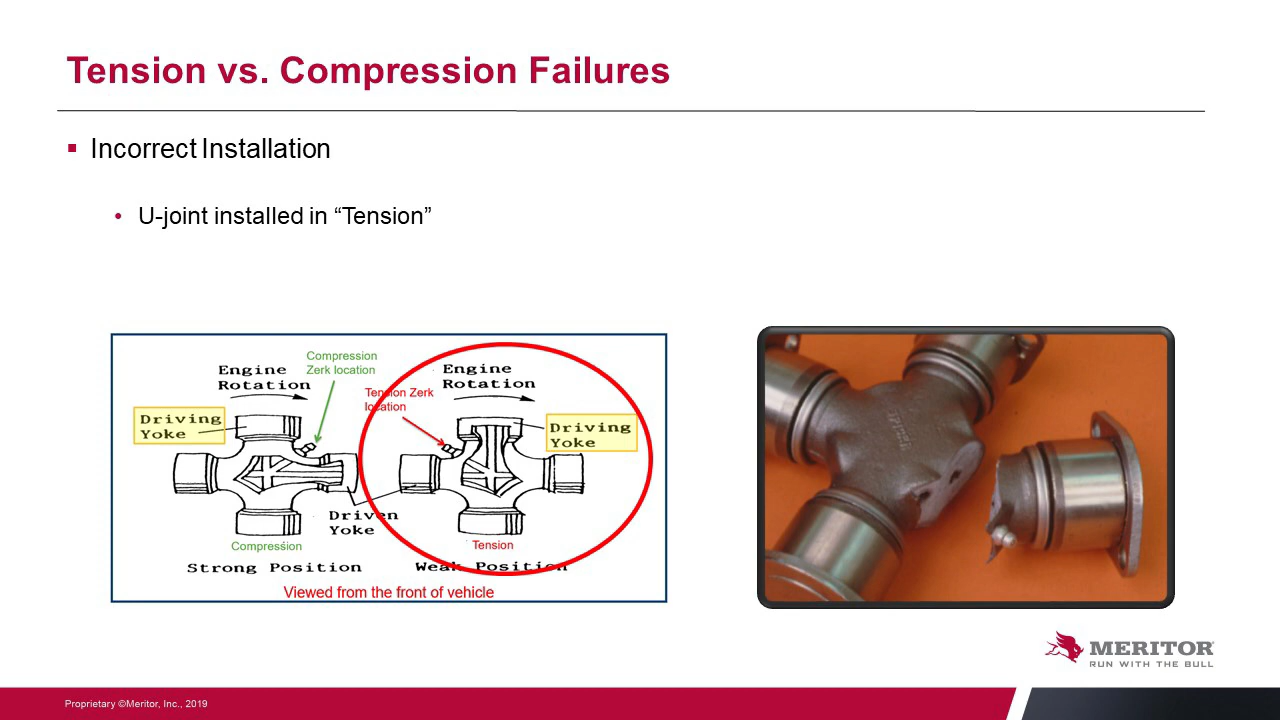 Tension vs. Compression Failures
Incorrect Installation
U-joint installed in “Tension”
Compression
Zerk location
Engine
Rotation
Driving
Yoke
Tension Zerk
location
Engine
Rotation
Driving
Yoke
Driven
Yoke
Compression
Tension
Strong Position
Weak Position
Viewed from the front of vehicle
MERITOR
RUN WITH THE BULL
Proprietary ©Meritor, Inc., 2019